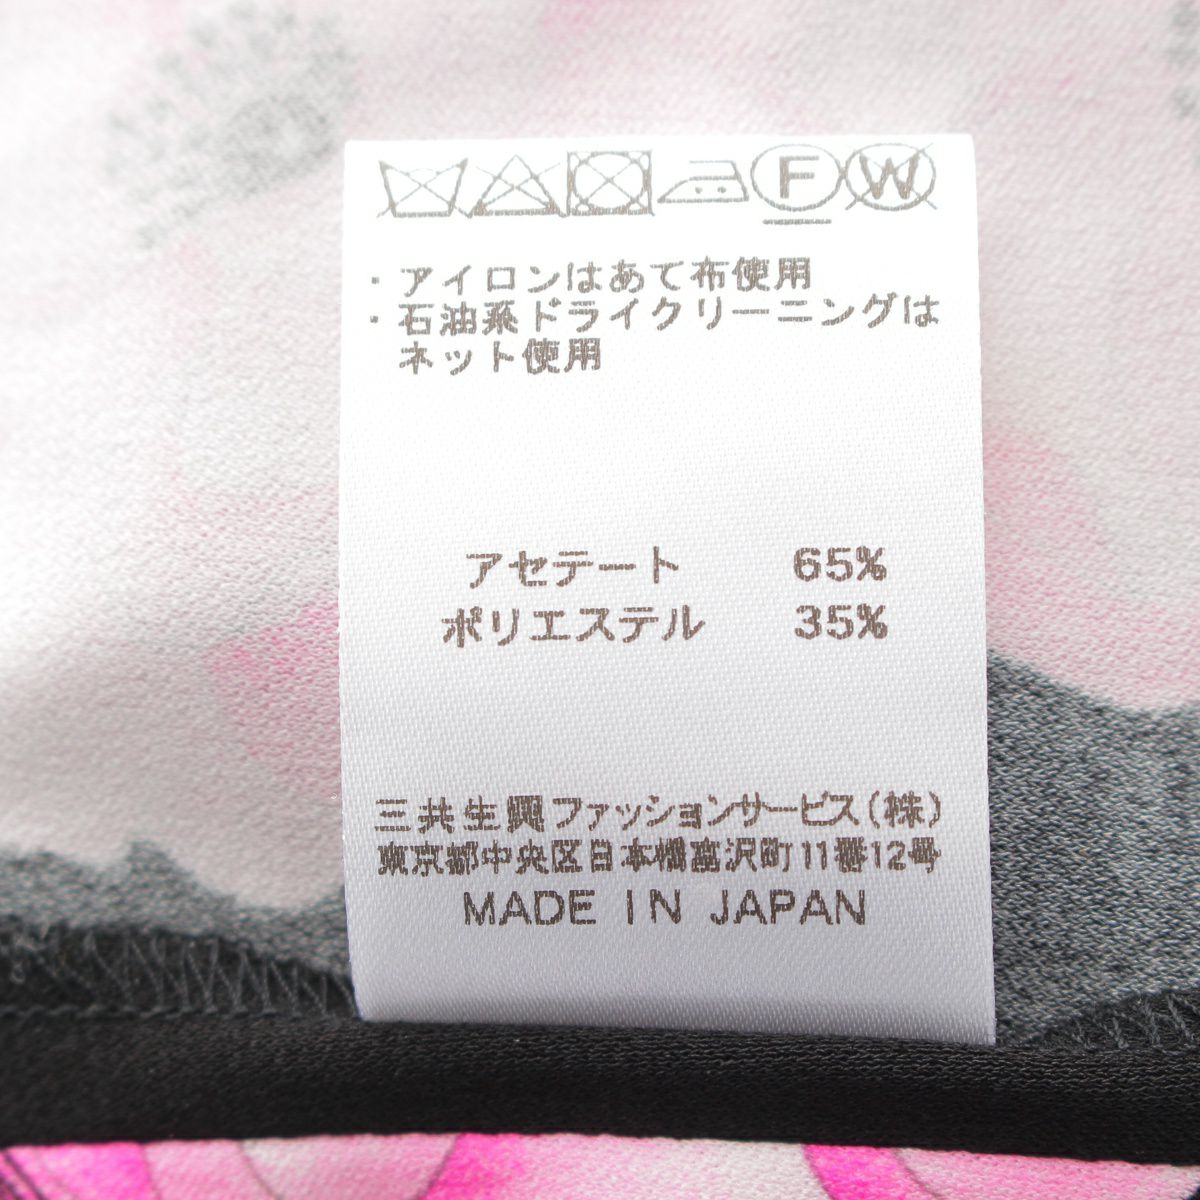 F W
・アイロンはあて布使用
・石油系ドライクリーニングは
ネット使用
アセテート 65%
ポリエステル 35%
三共生興ファッションサービス(株)
東京都中央区日本橋富沢町11番12号
MADE IN JAPAN